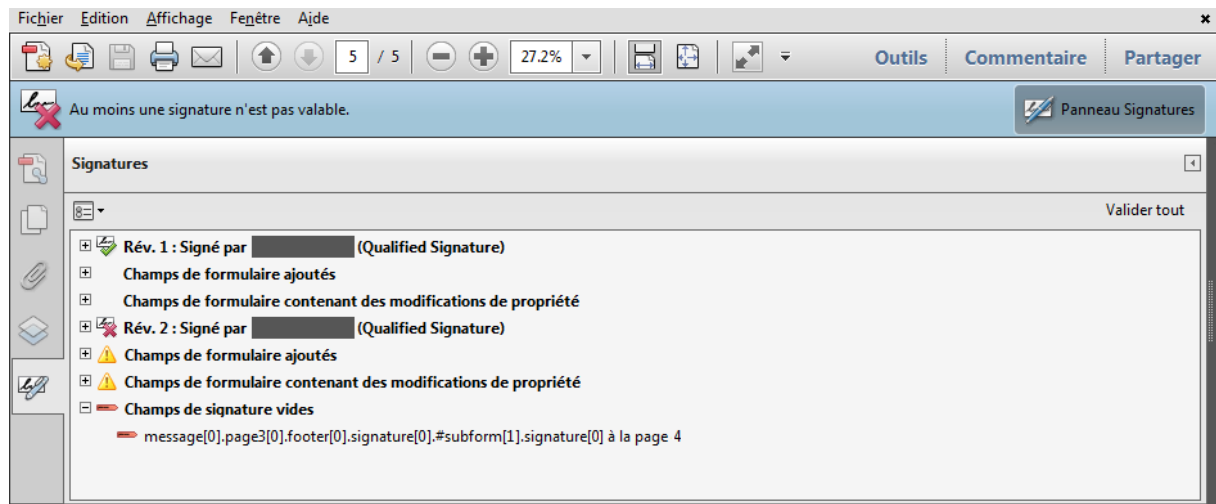 Fichier Edition Affichage Fenêtre Aide
5 / 5 27.2% Outils Commentaire Partager
Au moins une signature n'est pas valable. Panneau Signatures
Signatures
Valider tout
Rév. 1 : Signé par (Qualified Signature)
Champs de formulaire ajoutés
Champs de formulaire contenant des modifications de propriété
Rév. 2 : Signé par (Qualified Signature)
Champs de formulaire ajoutés
Champs de formulaire contenant des modifications de propriété
Champs de signature vides
message[0].page3[0].footer[0].signature[0].#subform[1].signature[0] à la page 4